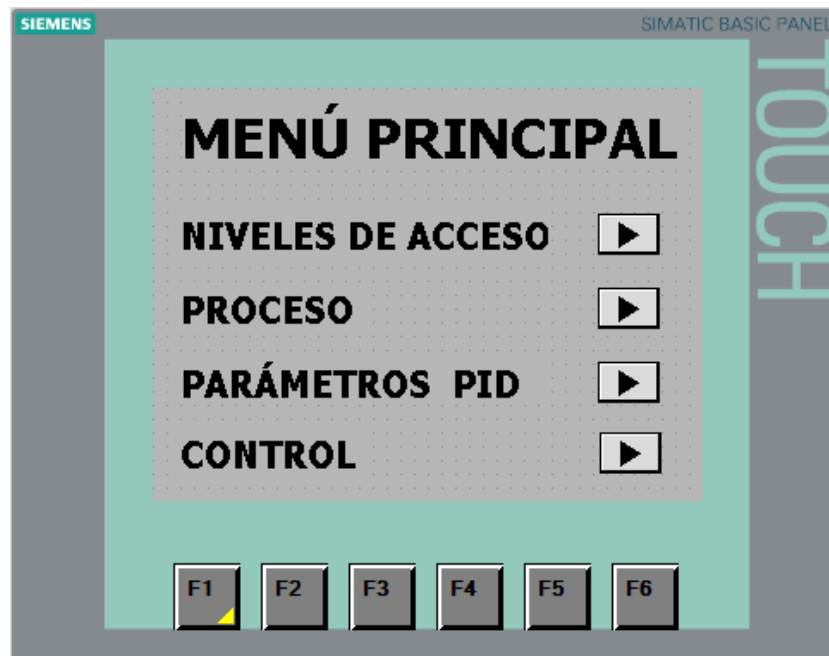 SIEMENS
SIMATIC BASIC PANEL
TOUCH
MENÚ PRINCIPAL
NIVELES DE ACCESO
PROCESO
PARÁMETROS PID
CONTROL
F1 F2 F3 F4 F5 F6